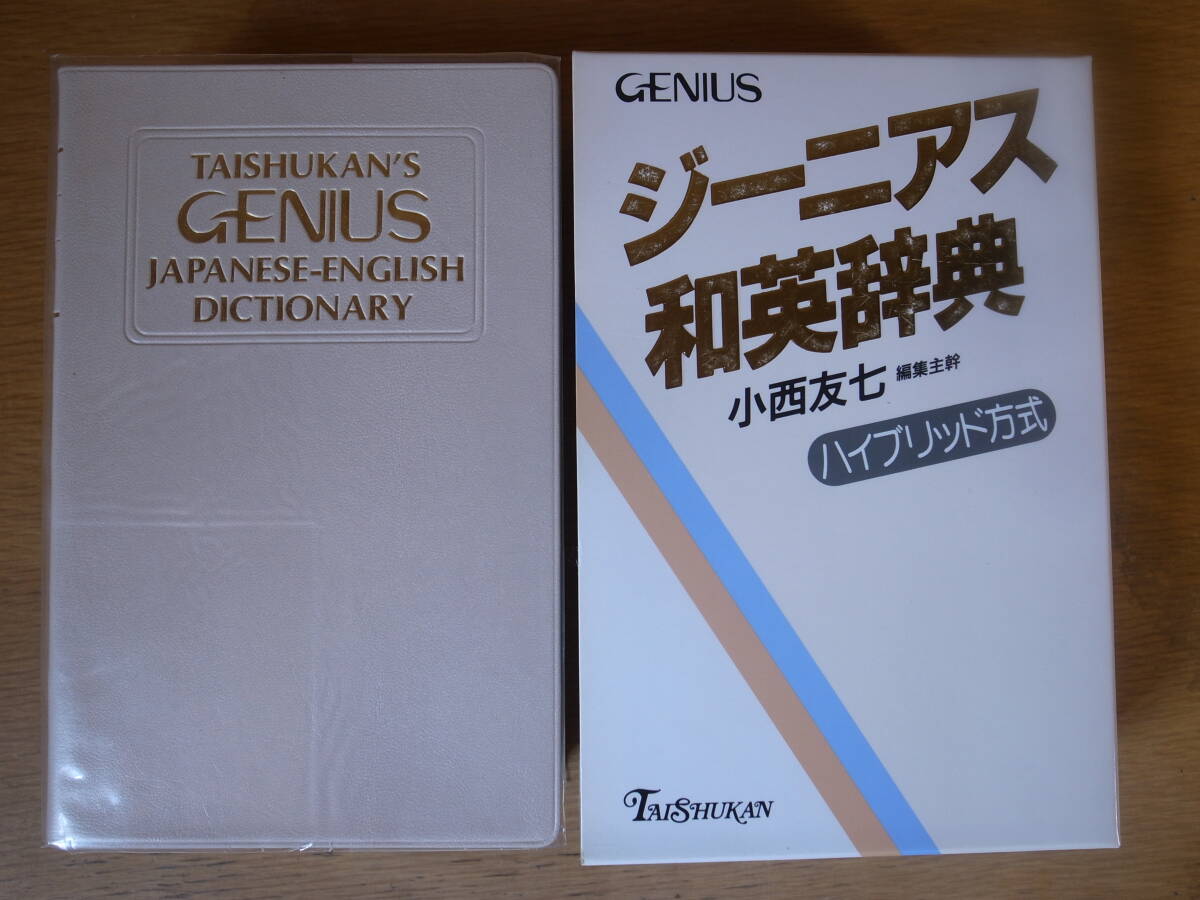 TAISHUKAN'S
GENIUS
JAPANESE-ENGLISH
DICTIONARY
GENIUS
ジーニアス
和英辞典
小西友七 編集主幹
ハイブリッド方式
TAISHUKAN